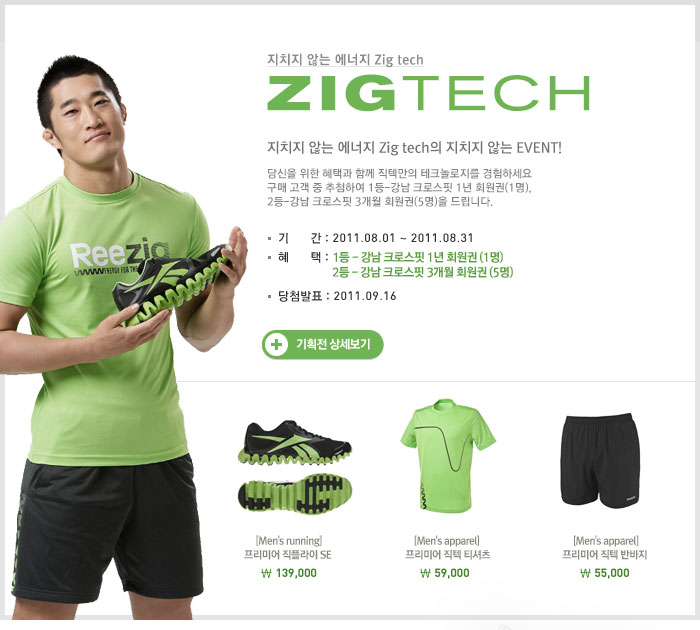 지치지 않는 에너지 Zig tech
ZIGTECH
지치지 않는 에너지 Zig tech의 지치지 않는 EVENT!
당신을 위한 혜택과 함께 직텍만의 테크놀로지를 경험하세요
구매 고객 중 추첨하여 1등-강남 크로스핏 1년 회원권(1명),
2등-강남 크로스핏 3개월 회원권(5명)을 드립니다.
기 간 : 2011.08.01 ~ 2011.08.31
혜 택 : 1등 - 강남 크로스핏 1년 회원권 (1명)
2등 - 강남 크로스핏 3개월 회원권 (5명)
당첨발표 : 2011.09.16
기획전 상세보기
Reezig
ENERGY FOR THE
[Men's running]
프리미어 직플라이 SE
₩ 139,000
[Men's apparel]
프리미어 직텍 티셔츠
₩ 59,000
[Men's apparel]
프리미어 직텍 반바지
₩ 55,000